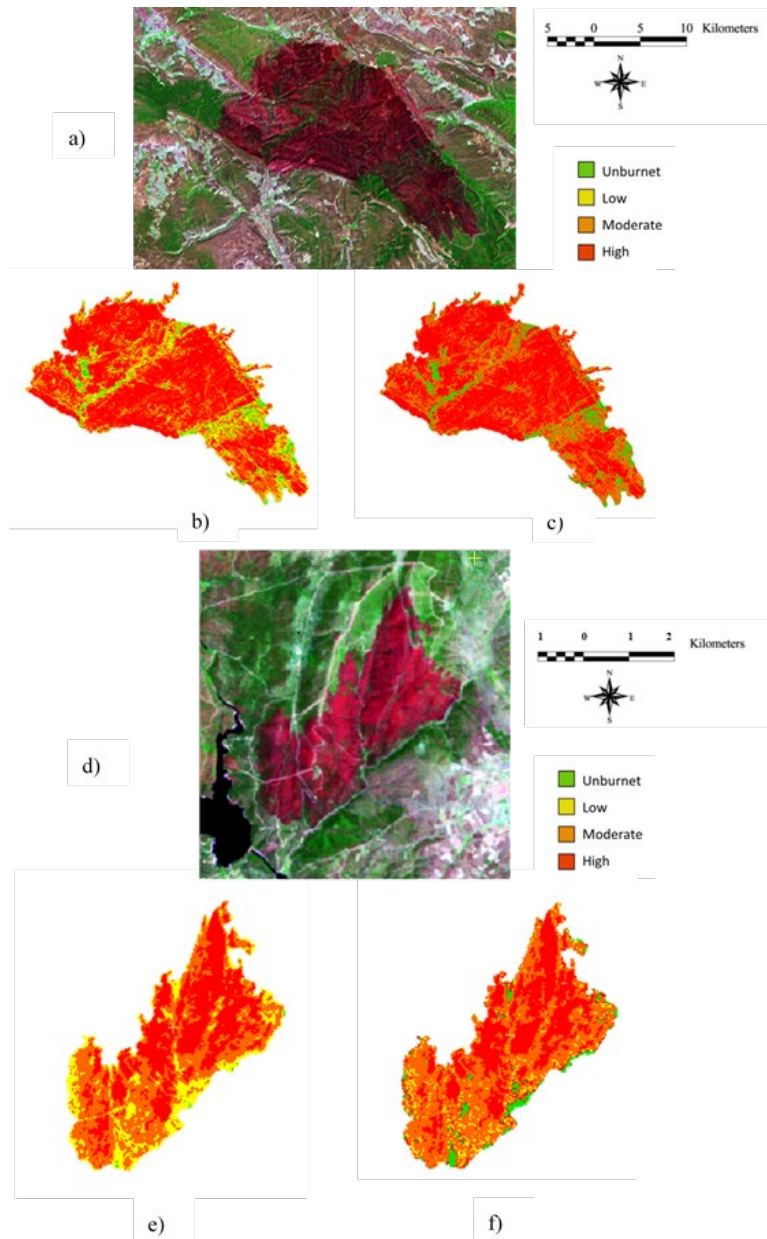 5 0 5 10 Kilometers
N
W E
S
a)
Unburnet
Low
Moderate
High
b)
c)
1 0 1 2 Kilometers
N
W E
S
d)
Unburnet
Low
Moderate
High
e)
f)